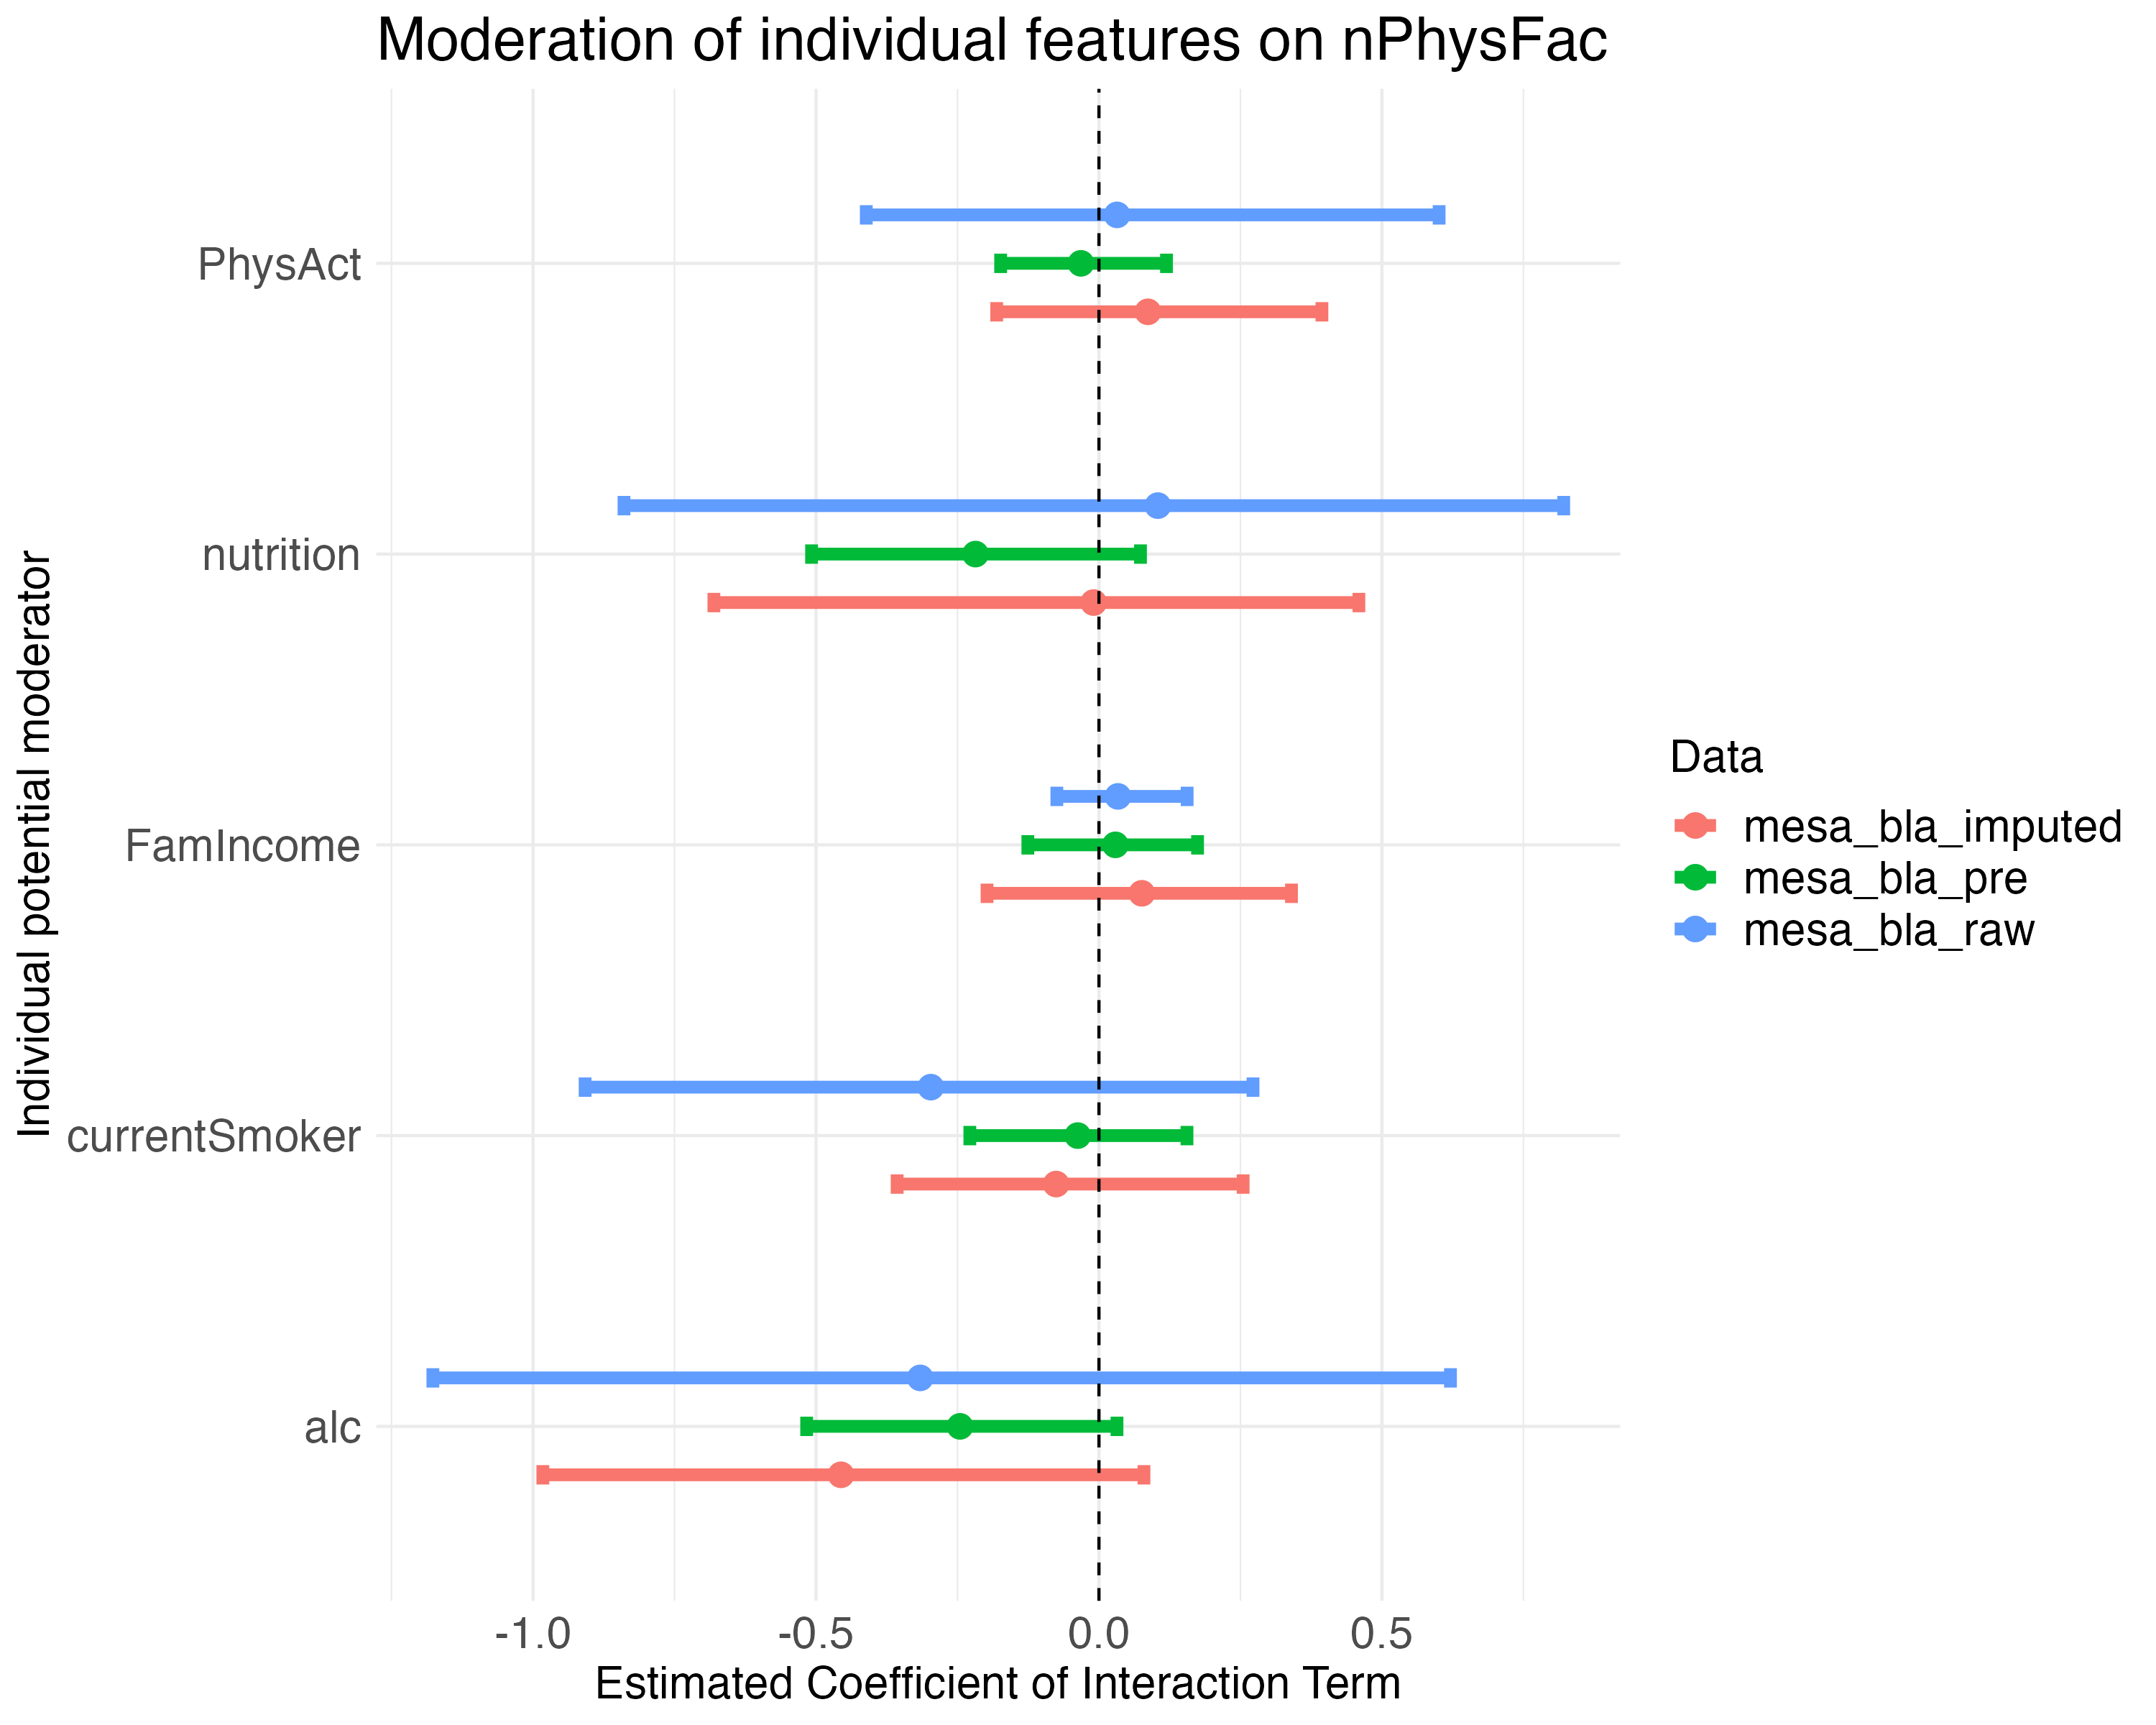 Moderation of individual features on nPhysFac
Individual potential moderator
PhysAct
nutrition
FamIncome
currentSmoker
alc
-1.0
-0.5
0.0
0.5
Estimated Coefficient of Interaction Term
Data
mesa_bla_imputed
mesa_bla_pre
mesa_bla_raw